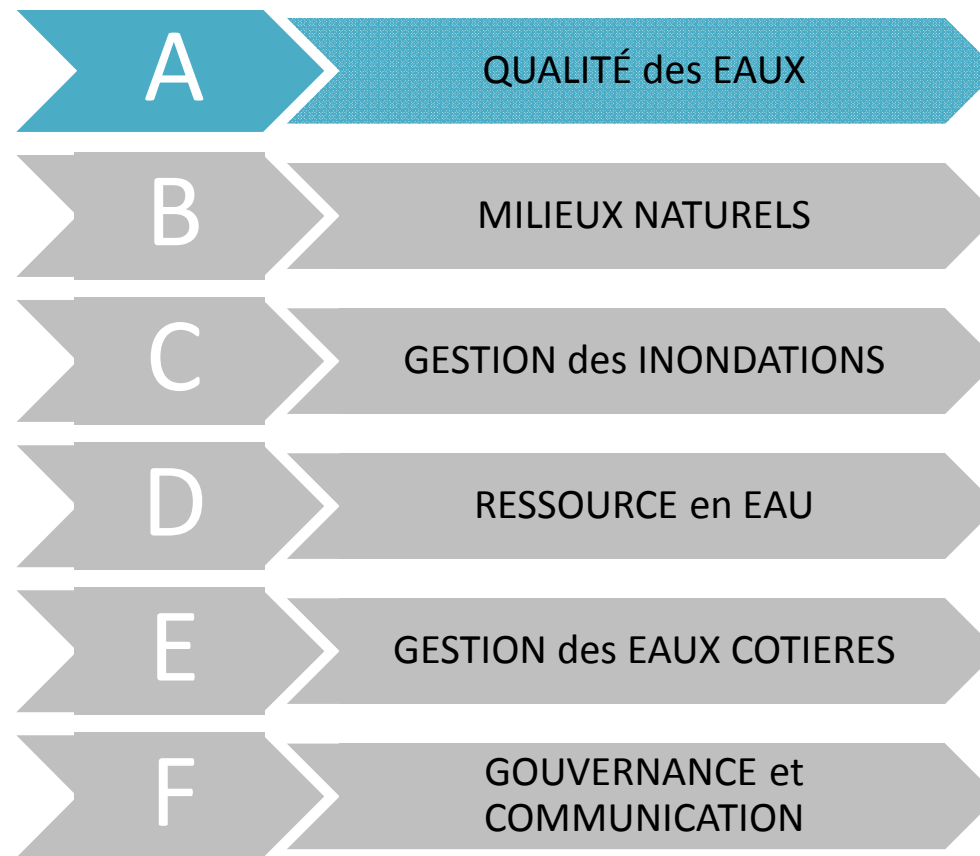 A
QUALITÉ des EAUX
B
MILIEUX NATURELS
C
GESTION des INONDATIONS
D
RESSOURCE en EAU
E
GESTION des EAUX COTIERES
F
GOUVERNANCE et
COMMUNICATION